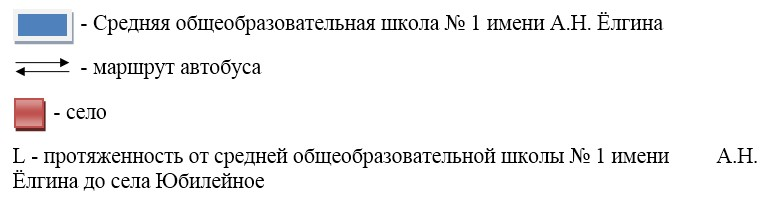 - Средняя общеобразовательная школа № 1 имени А.Н. Ёлгина
- маршрут автобуса
- село
L - протяженность от средней общеобразовательной школы № 1 имени А.Н.
Ёлгина до села Юбилейное